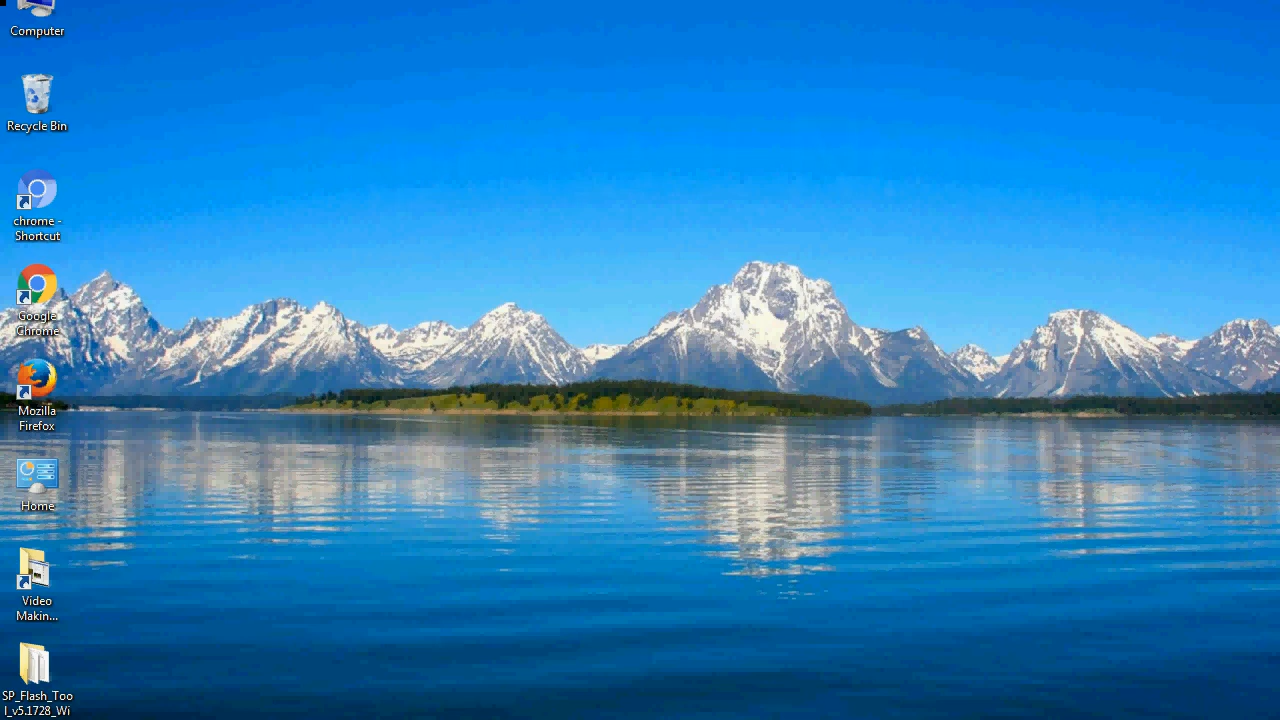 Computer
Recycle Bin
chrome -
Shortcut
Google
Chrome
Mozilla
Firefox
Home
Video
Makin...
SP_Flash_Too
l_v5.1728_Wi